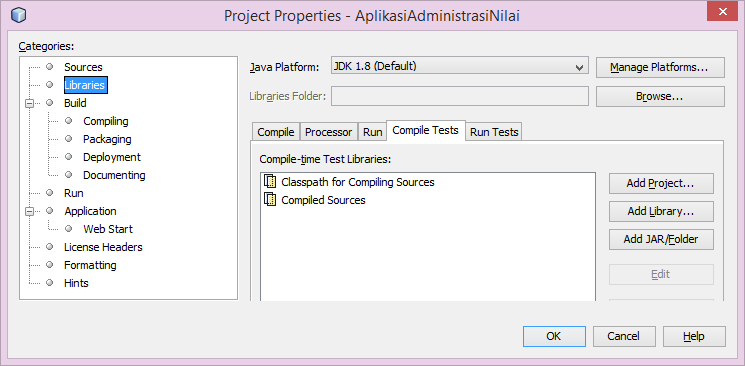 Project Properties - AplikasiAdministrasiNilai
Categories:
Sources
Libraries
Build
Compiling
Packaging
Deployment
Documenting
Run
Application
Web Start
License Headers
Formatting
Hints
Java Platform: JDK 1.8 (Default) Manage Platforms...
Libraries Folder: Browse...
Compile Processor Run Compile Tests Run Tests
Compile-time Test Libraries:
Classpath for Compiling Sources
Compiled Sources
Add Project...
Add Library...
Add JAR/Folder
Edit
OK Cancel Help